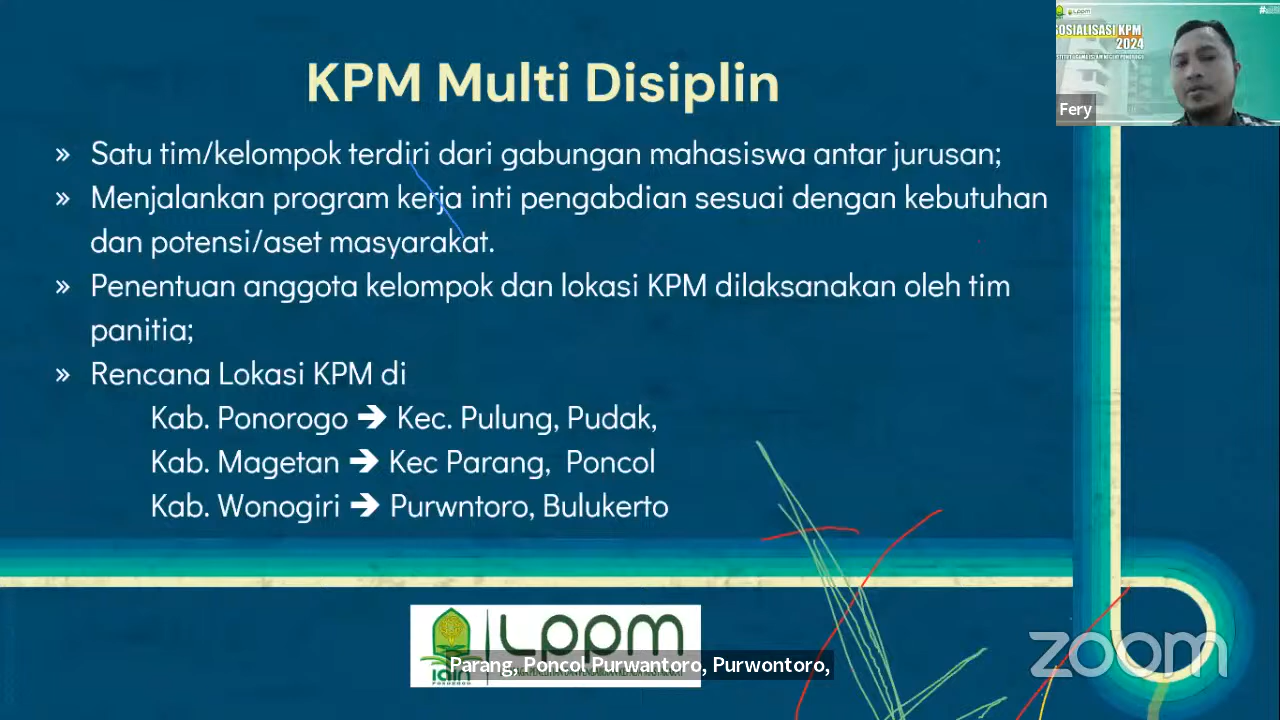 KPM Multi Disiplin
» Satu tim/kelompok terdiri dari gabungan mahasiswa antar jurusan;
» Menjalankan program kerja inti pengabdian sesuai dengan kebutuhan
dan potensi/aset masyarakat.
» Penentuan anggota kelompok dan lokasi KPM dilaksanakan oleh tim
panitia;
» Rencana Lokasi KPM di
Kab. Ponorogo ➔ Kec. Pulung, Pudak,
Kab. Magetan ➔ Kec Parang, Poncol
Kab. Wonogiri ➔ Purwntoro, Bulukerto
LPPM
SOSIALISASI KPM
2024
Fery
Lppm
iain
Parang, Poncol Purwantoro, Purwontoro,
zoom